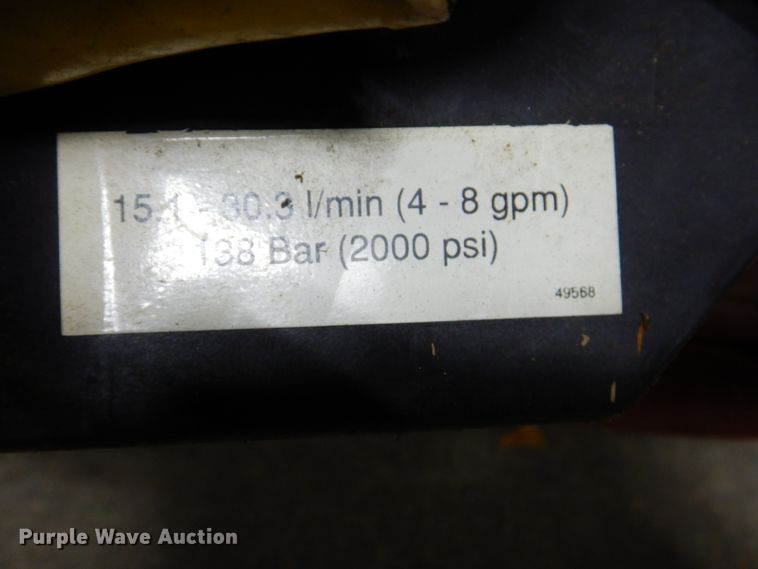 15.1 - 30.3 l/min (4 - 8 gpm)
138 Bar (2000 psi)
49568
Purple Wave Auction